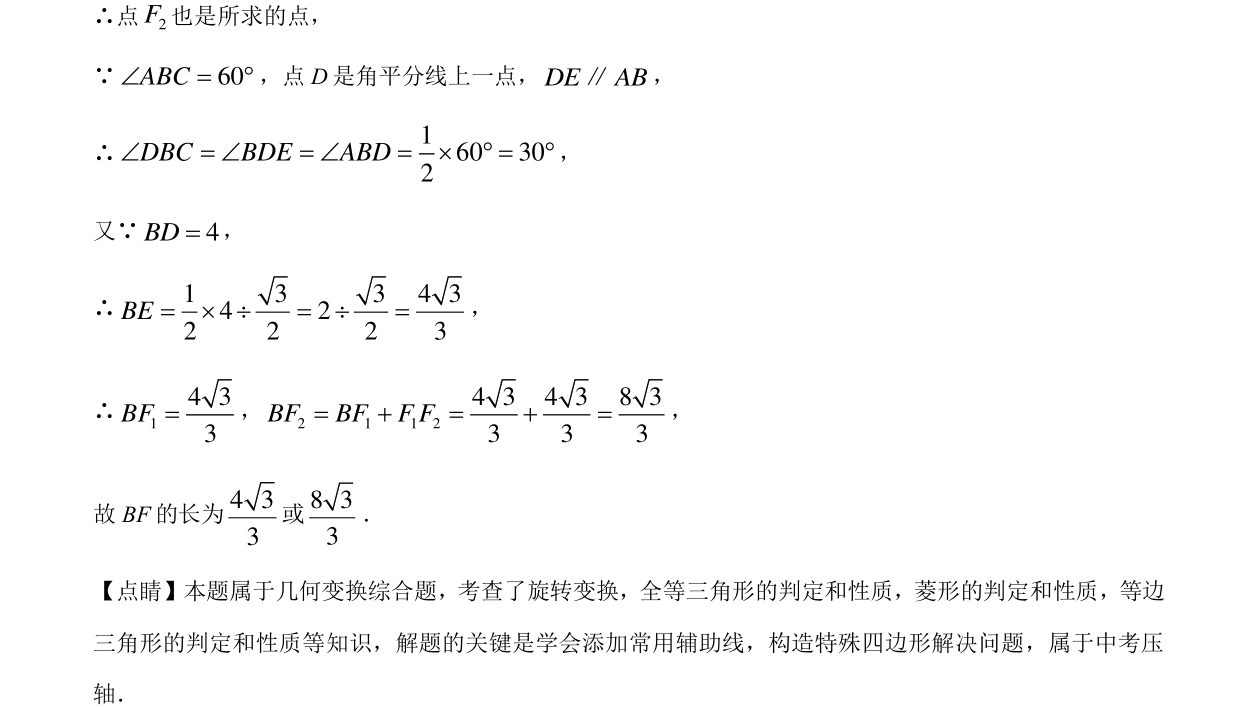 ∴点 F₂ 也是所求的点，
∵ ∠ABC = 60°，点 D 是角平分线上一点， DE ∥ AB，
∴ ∠DBC = ∠BDE = ∠ABD = 1/2 × 60° = 30°，
又∵ BD = 4，
∴ BE = 1/2 × 4 ÷ √3/2 = 2 ÷ √3/2 = 4√3/3，
∴ BF₁ = 4√3/3， BF₂ = BF₁ + F₁F₂ = 4√3/3 + 4√3/3 = 8√3/3，
故 BF 的长为 4√3/3 或 8√3/3．
【点睛】本题属于几何变换综合题，考查了旋转变换，全等三角形的判定和性质，菱形的判定和性质，等边
三角形的判定和性质等知识，解题的关键是学会添加常用辅助线，构造特殊四边形解决问题，属于中考压
轴．